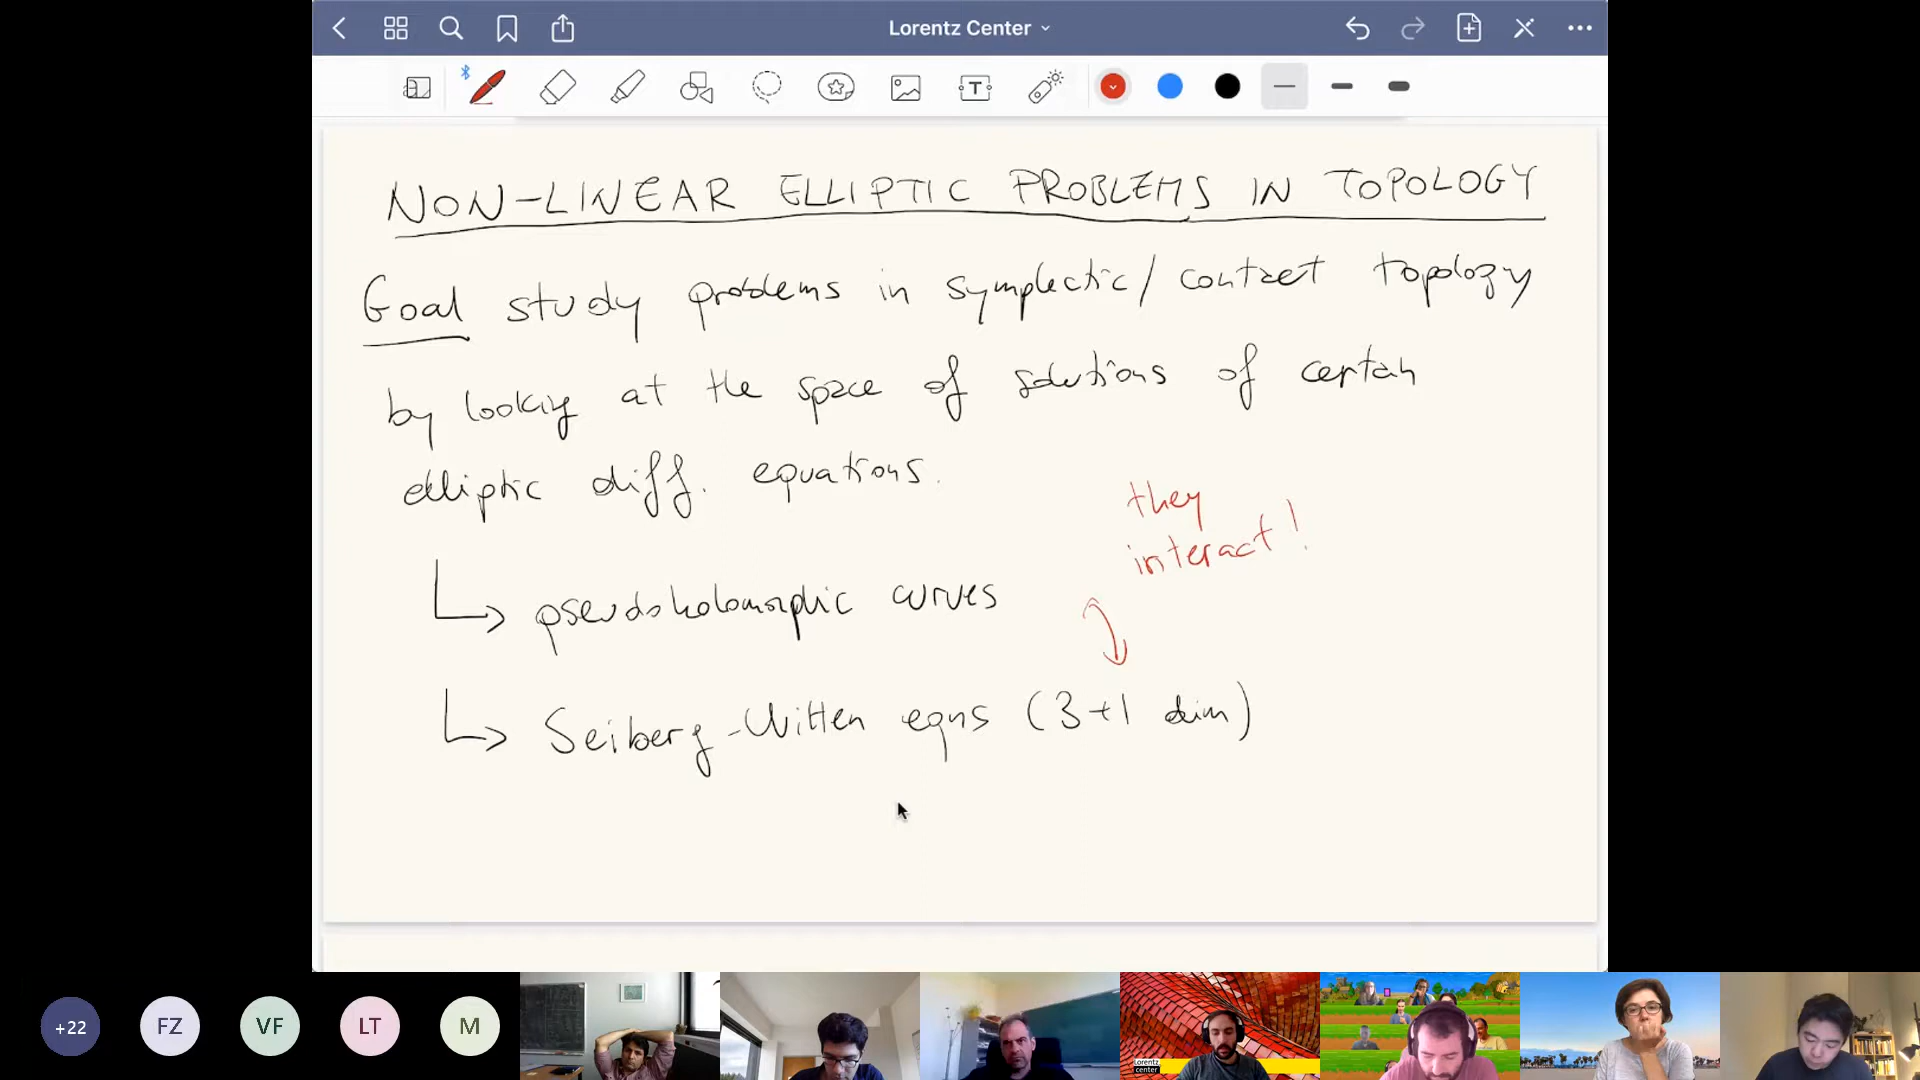 Lorentz Center
NON-LINEAR ELLIPTIC PROBLEMS IN TOPOLOGY
Goal study problems in symplectic/contact topology
by looking at the space of solutions of certain
elliptic diff. equations.
they
interact!
pseudoholomorphic curves
Seiberg-Witten eqns (3+1 dim)
+22
FZ
VF
LT
M
Lorentz
center